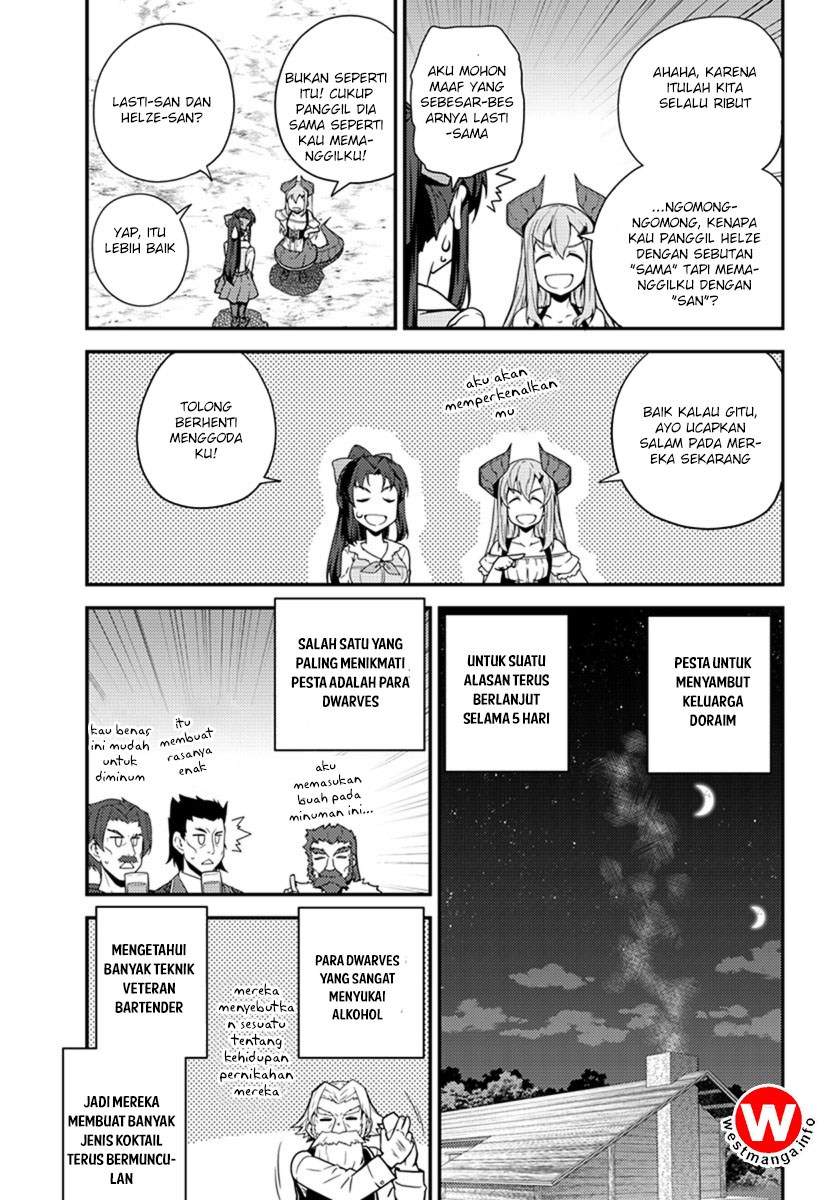 AHAHA, KARENA
ITULAH KITA
SELALU RIBUT
...NGOMONG-
NGOMONG, KENAPA
KAU PANGGIL HELZE
DENGAN SEBUTAN
"SAMA" TAPI MEMA-
NGGILKU DENGAN
"SAN"?
AKU MOHON
MAAF YANG
SEBESAR-BES
ARNYA LASTI
-SAMA
BUKAN SEPERTI
ITU! CUKUP
PANGGIL DIA
SAMA SEPERTI
KAU MEMA-
NGGILKU!
LASTI-SAN DAN
HELZE-SAN?
YAP, ITU
LEBIH BAIK
BAIK KALAU GITU,
AYO UCAPKAN
SALAM PADA MER-
EKA SEKARANG
aku akan
memperkenalkan
mu
TOLONG
BERHENTI
MENGGODA
KU!
PESTA UNTUK
MENYAMBUT
KELUARGA
DORAIM
UNTUK SUATU
ALASAN TERUS
BERLANJUT
SELAMA 5 HARI
SALAH SATU YANG
PALING MENIKMATI
PESTA ADALAH PARA
DWARVES
aku
memasukan
buah pada
minuman ini...
itu
membuat
rasanya
enak
kau benar
ini mudah
untuk
diminum
PARA DWARVES
YANG SANGAT
MENYUKAI
ALKOHOL
mereka
menyebutka
n sesuatu
tentang
kehidupan
pernikahan
mereka
MENGETAHUI
BANYAK TEKNIK
VETERAN
BARTENDER
JADI MEREKA
MEMBUAT BANYAK
JENIS KOKTAIL
TERUS BERMUNCU-
LAN
W
westmanga.info